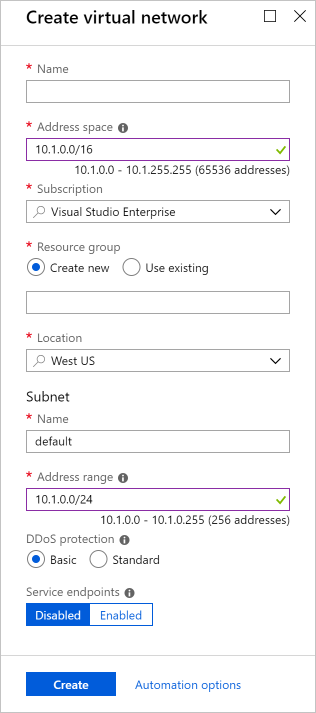 Create virtual network
* Name
* Address space
10.1.0.0/16
10.1.0.0 - 10.1.255.255 (65536 addresses)
* Subscription
Visual Studio Enterprise
* Resource group
Create new Use existing
* Location
West US
Subnet
* Name
default
* Address range
10.1.0.0/24
10.1.0.0 - 10.1.0.255 (256 addresses)
DDoS protection
Basic Standard
Service endpoints
Disabled Enabled
Create Automation options